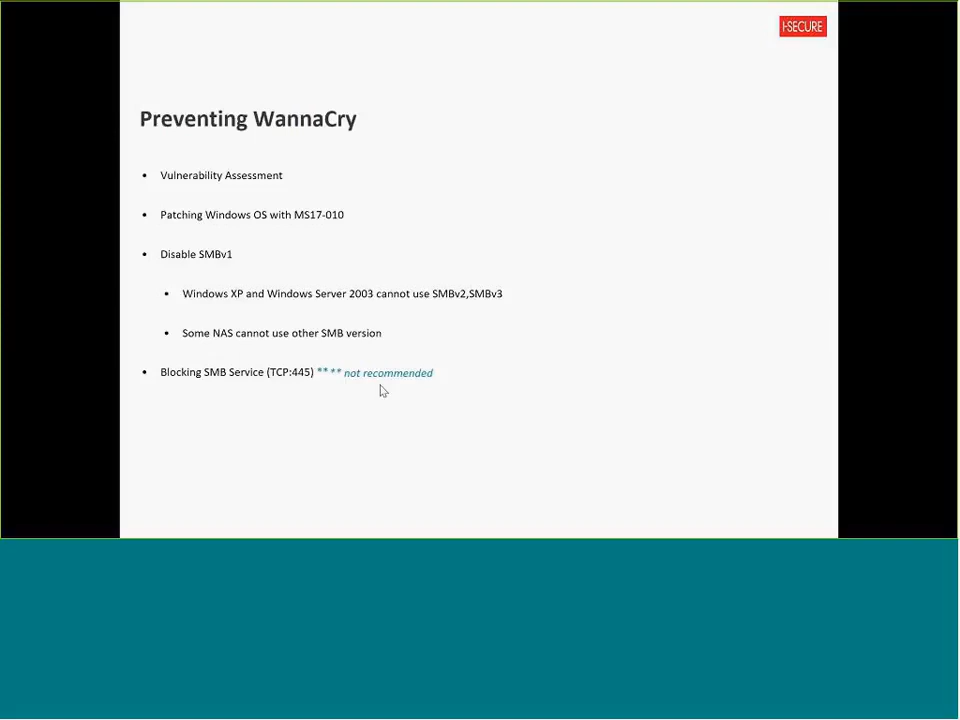 I-SECURE
Preventing WannaCry
• Vulnerability Assessment
• Patching Windows OS with MS17-010
• Disable SMBv1
• Windows XP and Windows Server 2003 cannot use SMBv2,SMBv3
• Some NAS cannot use other SMB version
• Blocking SMB Service (TCP:445) **** not recommended